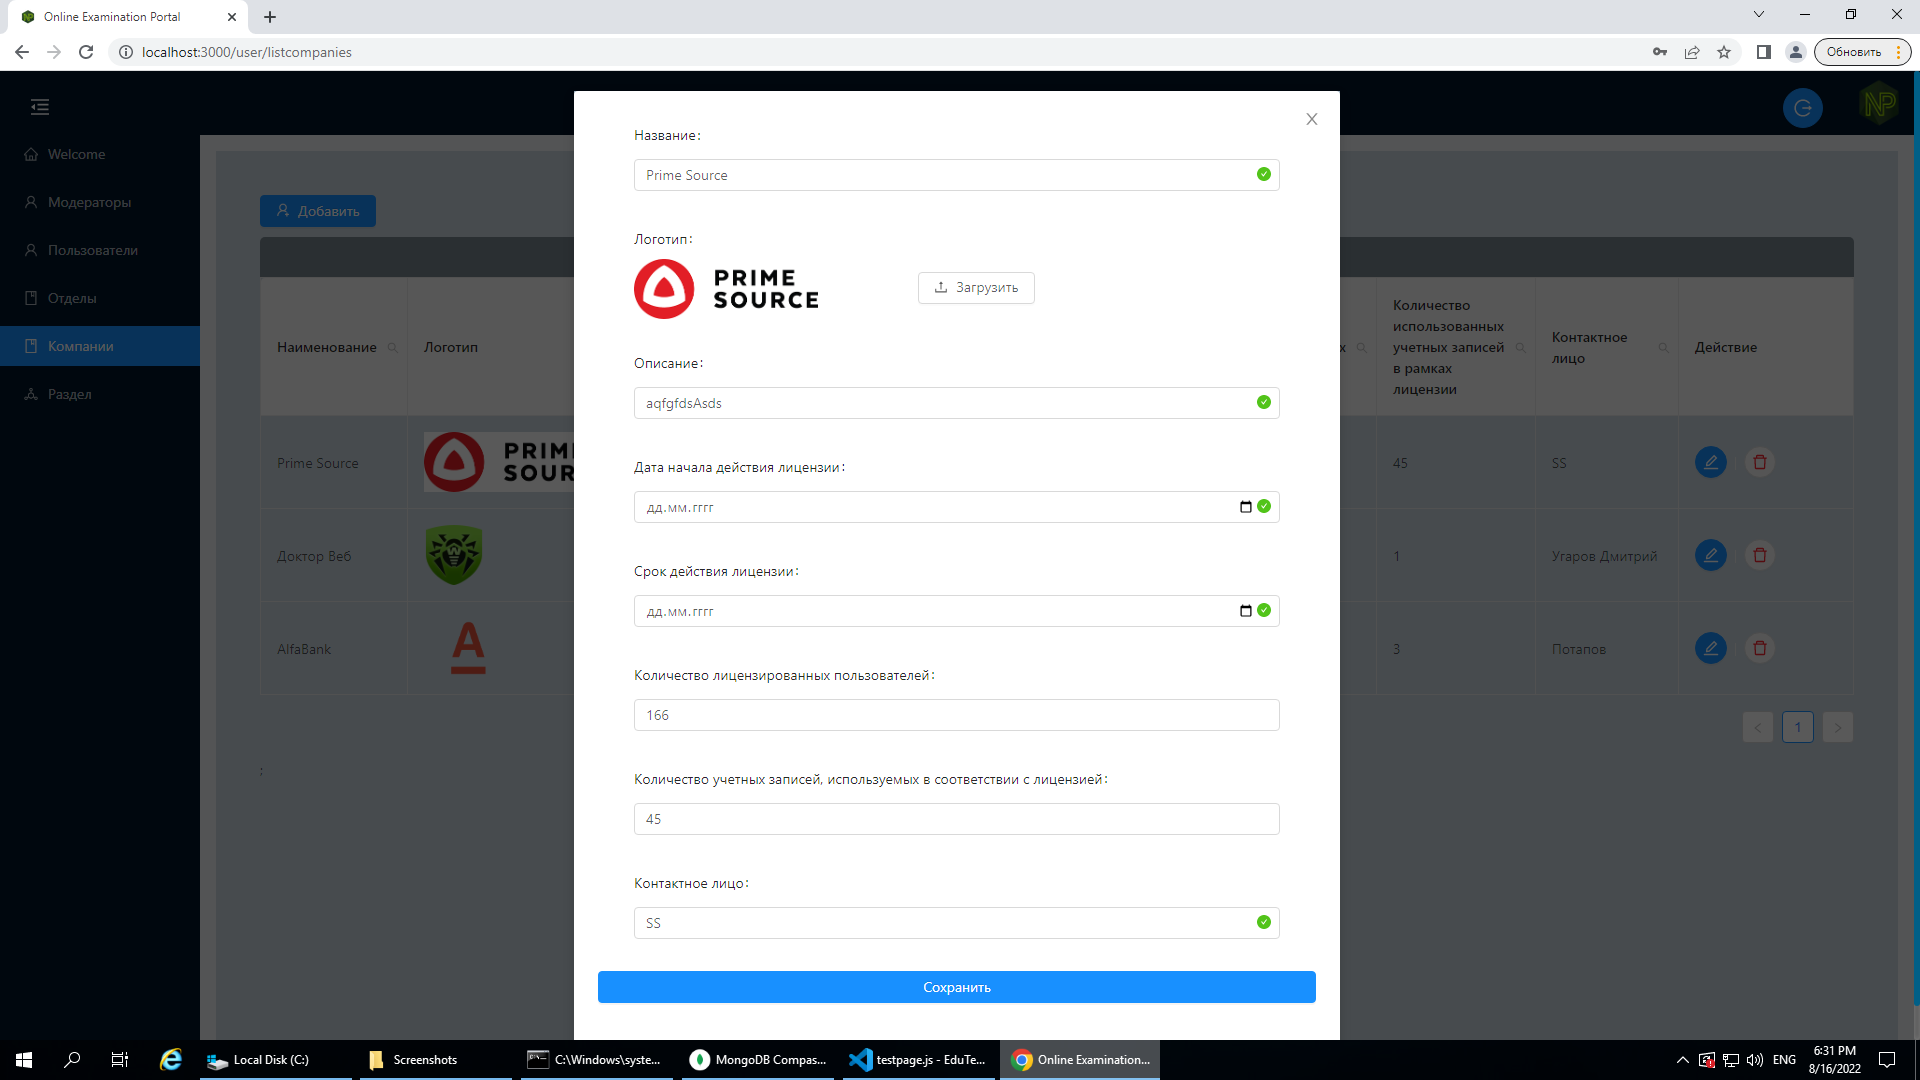 Online Examination Portal
localhost:3000/user/listcompanies
Обновить
NP
Welcome
Модераторы
Пользователи
Отделы
Компании
Раздел
Добавить
Наименование
Логотип
х
Количество
использованных
учетных записей
в рамках
лицензии
Контактное
лицо
Действие
Prime Source
PRIM
SOUR
45
SS
Доктор Веб
1
Угаров Дмитрий
AlfaBank
3
Потапов
<
1
>
;
Название:
Prime Source
Логотип:
PRIME
SOURCE
Загрузить
Описание:
aqfgfdsAsds
Дата начала действия лицензии:
дд.мм.гггг
Срок действия лицензии:
дд.мм.гггг
Количество лицензированных пользователей:
166
Количество учетных записей, используемых в соответствии с лицензией:
45
Контактное лицо:
SS
Сохранить
Local Disk (C:)
Screenshots
C:\Windows\syste...
MongoDB Compas...
testpage.js - EduTe...
Online Examination...
ENG
6:31 PM
8/16/2022